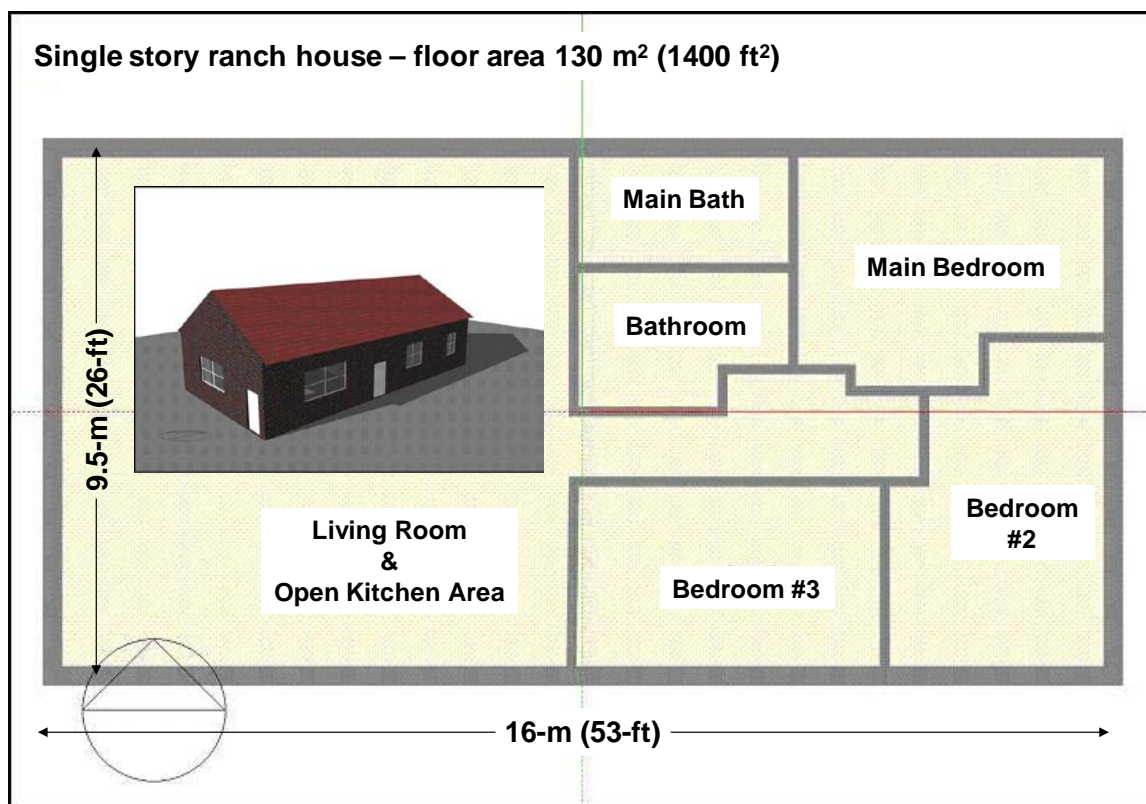 Single story ranch house – floor area 130 m² (1400 ft²)
Main Bath
Main Bedroom
Bathroom
9.5-m (26-ft)
Living Room
&
Open Kitchen Area
Bedroom
#2
Bedroom #3
16-m (53-ft)